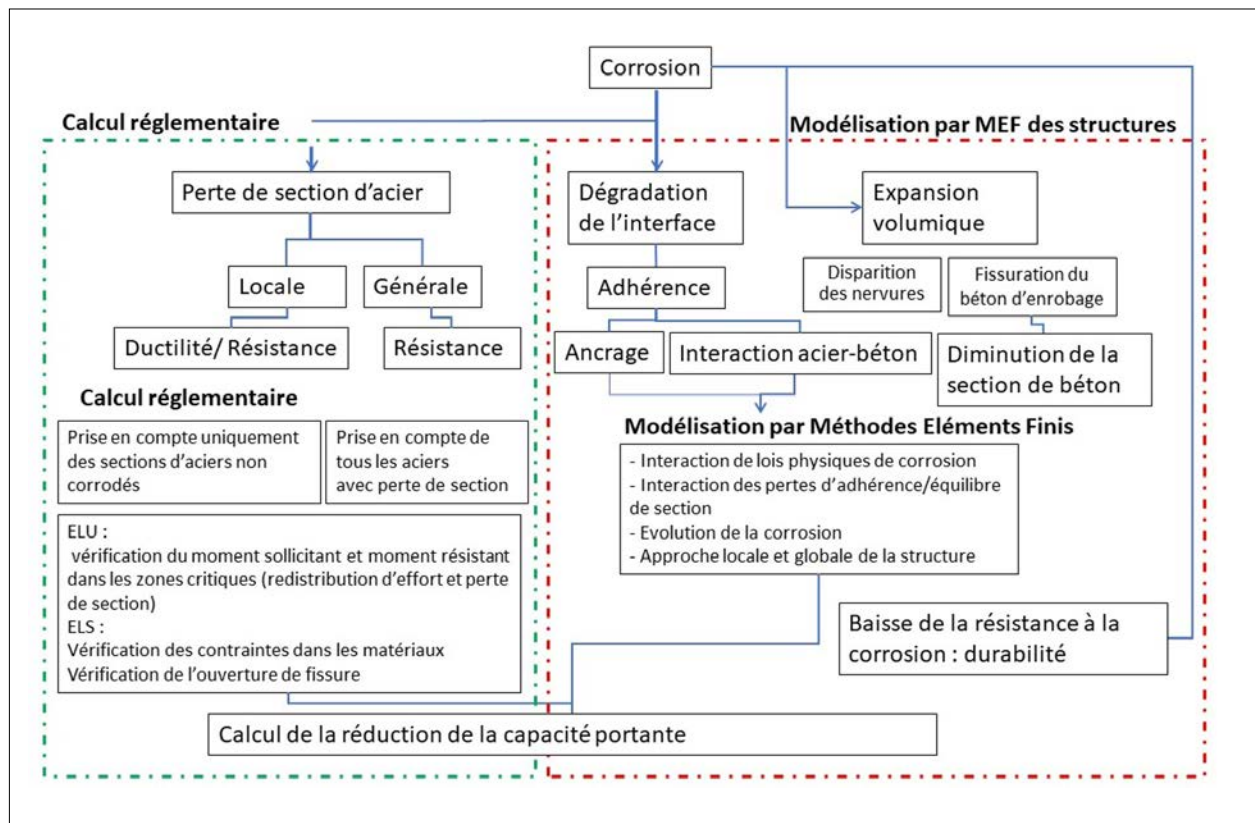 Corrosion
Calcul réglementaire
Modélisation par MEF des structures
Perte de section d'acier
Dégradation
de l'interface
Expansion
volumique
Locale
Générale
Adhérence
Disparition
des nervures
Fissuration du
béton d'enrobage
Ductilité/ Résistance
Résistance
Ancrage
Interaction acier-béton
Diminution de la
section de béton
Calcul réglementaire
Prise en compte uniquement
des sections d'aciers non
corrodés
Prise en compte de
tous les aciers
avec perte de section
Modélisation par Méthodes Eléments Finis
- Interaction de lois physiques de corrosion
- Interaction des pertes d'adhérence/équilibre
de section
- Evolution de la corrosion
- Approche locale et globale de la structure
ELU :
vérification du moment sollicitant et moment résistant
dans les zones critiques (redistribution d'effort et perte
de section)
ELS :
Vérification des contraintes dans les matériaux
Vérification de l'ouverture de fissure
Baisse de la résistance à la
corrosion : durabilité
Calcul de la réduction de la capacité portante